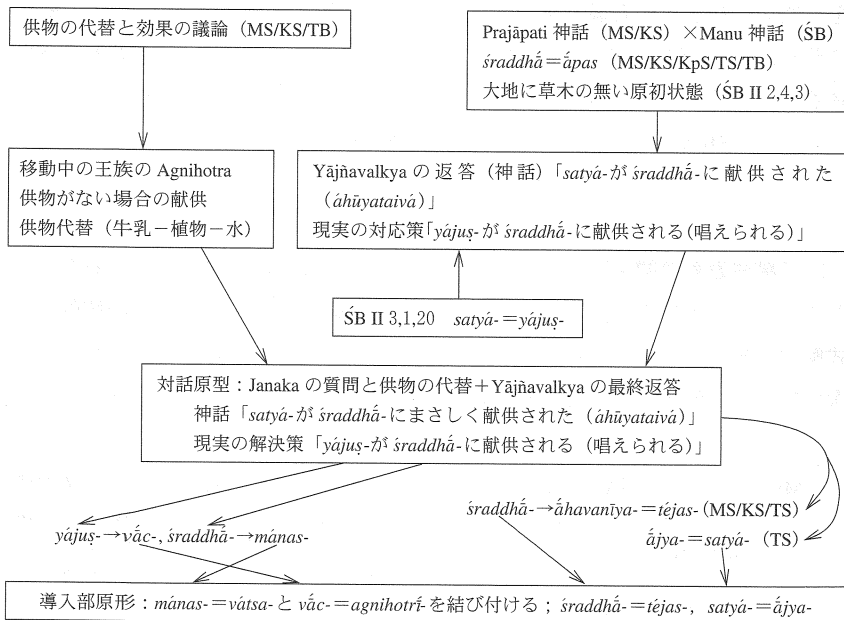 供物の代替と効果の議論（MS/KS/TB）
Prajāpati 神話（MS/KS）×Manu 神話（ŚB）
śraddhā́＝ā́pas（MS/KS/KpS/TS/TB）
大地に草木の無い原初状態（ŚB II 2,4,3）
移動中の王族の Agnihotra
供物がない場合の献供
供物代替（牛乳－植物－水）
Yājñavalkya の返答（神話）「satyá- が śraddhā́- に献供された
（áhūyataivá）」
現実の対応策「yájuṣ- が śraddhā́- に献供される（唱えられる）」
ŚB II 3,1,20　satyá-＝yájuṣ-
対話原型：Janaka の質問と供物の代替＋Yājñavalkya の最終返答
神話「satyá- が śraddhā́- にまさしく献供された（áhūyataivá）」
現実の解決策「yájuṣ- が śraddhā́- に献供される（唱えられる）」
śraddhā́-→āhavanī́ya-＝téjas-（MS/KS/TS）
yájuṣ-→vā́c-, śraddhā́-→mánas-
ā́jya-＝satyá-（TS）
導入部原形：mánas-＝vátsa- と vā́c-＝agnihotrī́- を結び付ける；śraddhā́-＝téjas-，satyá-＝ā́jya-